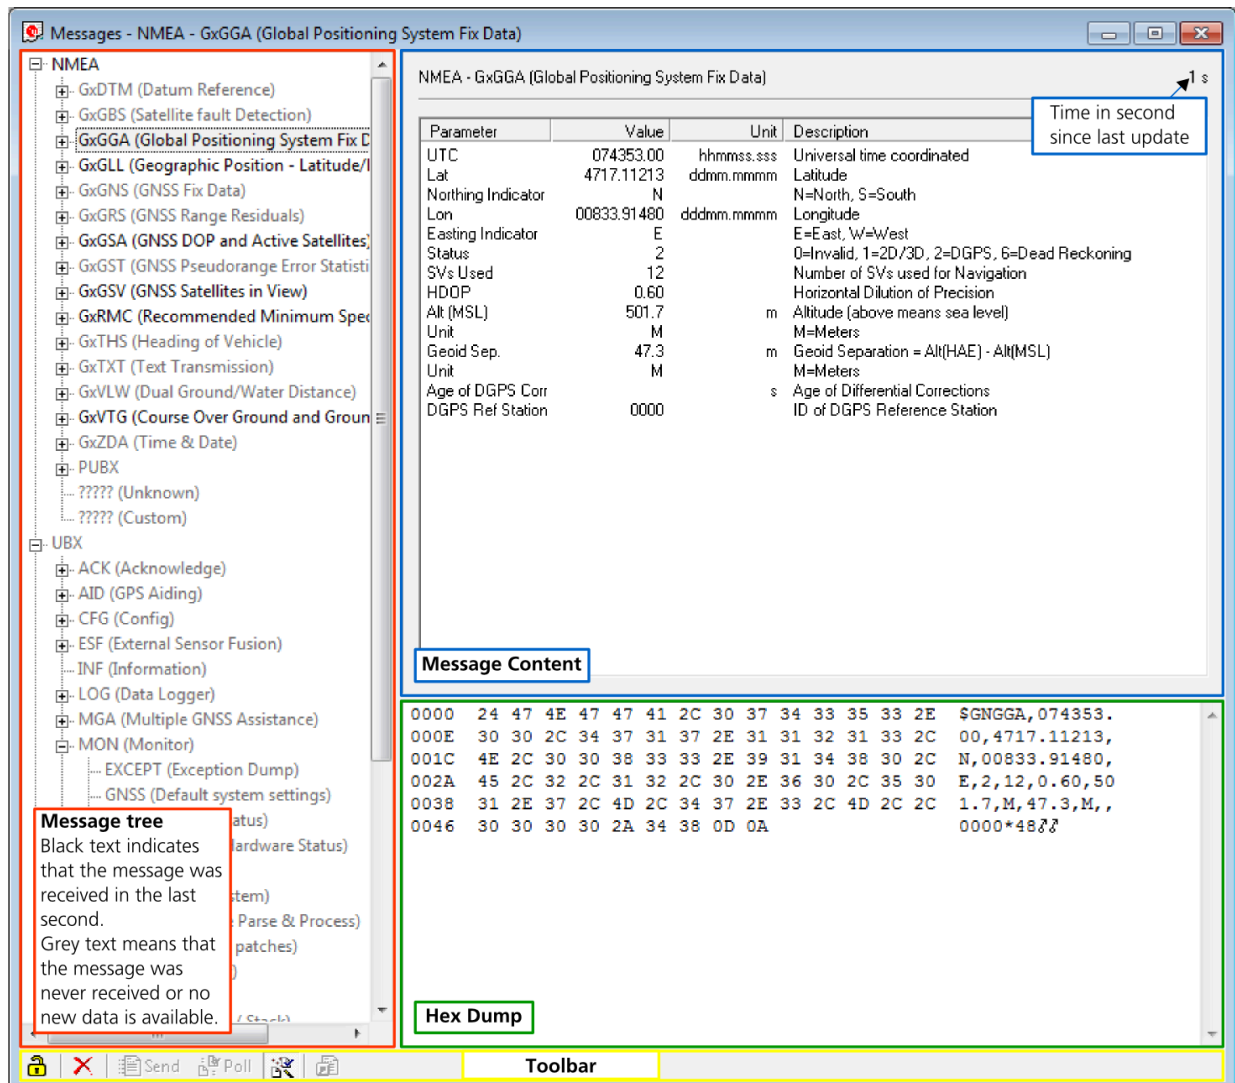 Messages - NMEA - GxGGA (Global Positioning System Fix Data)
NMEA
GxDTM (Datum Reference)
GxGBS (Satellite fault Detection)
GxGGA (Global Positioning System Fix D
GxGLL (Geographic Position - Latitude/l
GxGNS (GNSS Fix Data)
GxGRS (GNSS Range Residuals)
GxGSA (GNSS DOP and Active Satellites)
GxGST (GNSS Pseudorange Error Statisti
GxGSV (GNSS Satellites in View)
GxRMC (Recommended Minimum Spec
GxTHS (Heading of Vehicle)
GxTXT (Text Transmission)
GxVLW (Dual Ground/Water Distance)
GxVTG (Course Over Ground and Groun
GxZDA (Time & Date)
PUBX
????? (Unknown)
????? (Custom)
UBX
ACK (Acknowledge)
AID (GPS Aiding)
CFG (Config)
ESF (External Sensor Fusion)
INF (Information)
LOG (Data Logger)
MGA (Multiple GNSS Assistance)
MON (Monitor)
EXCEPT (Exception Dump)
GNSS (Default system settings)
atus)
lardware Status)
stem)
Parse & Process)
patches)
)
( Stack)
Message tree
Black text indicates
that the message was
received in the last
second.
Grey text means that
the message was
never received or no
new data is available.
NMEA - GxGGA (Global Positioning System Fix Data) 1 s
Time in second
since last update
Parameter Value Unit Description
UTC 074353.00 hhmmss.sss Universal time coordinated
Lat 4717.11213 ddmm.mmmm Latitude
Northing Indicator N N=North, S=South
Lon 00833.91480 dddmm.mmmm Longitude
Easting Indicator E E=East, W=West
Status 2 0=Invalid, 1=2D/3D, 2=DGPS, 6=Dead Reckoning
SVs Used 12 Number of SVs used for Navigation
HDOP 0.60 Horizontal Dilution of Precision
Alt (MSL) 501.7 m Altitude (above means sea level)
Unit M M=Meters
Geoid Sep. 47.3 m Geoid Separation = Alt(HAE) - Alt(MSL)
Unit M M=Meters
Age of DGPS Corr s Age of Differential Corrections
DGPS Ref Station 0000 ID of DGPS Reference Station
Message Content
0000 24 47 4E 47 47 41 2C 30 37 34 33 35 33 2E $GNGGA,074353.
000E 30 30 2C 34 37 31 37 2E 31 31 32 31 33 2C 00,4717.11213,
001C 4E 2C 30 30 38 33 33 2E 39 31 34 38 30 2C N,00833.91480,
002A 45 2C 32 2C 31 32 2C 30 2E 36 30 2C 35 30 E,2,12,0.60,50
0038 31 2E 37 2C 4D 2C 34 37 2E 33 2C 4D 2C 2C 1.7,M,47.3,M,,
0046 30 30 30 30 2A 34 38 0D 0A 0000*48
Hex Dump
Send Poll
Toolbar